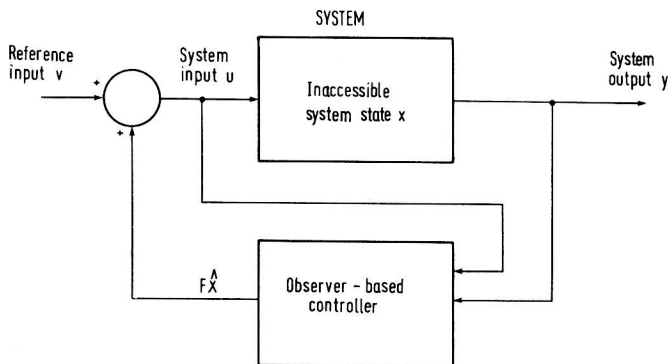 SYSTEM
Reference
input v
System
input u
Inaccessible
system state x
System
output y
+
+
Fx̂
Observer - based
controller